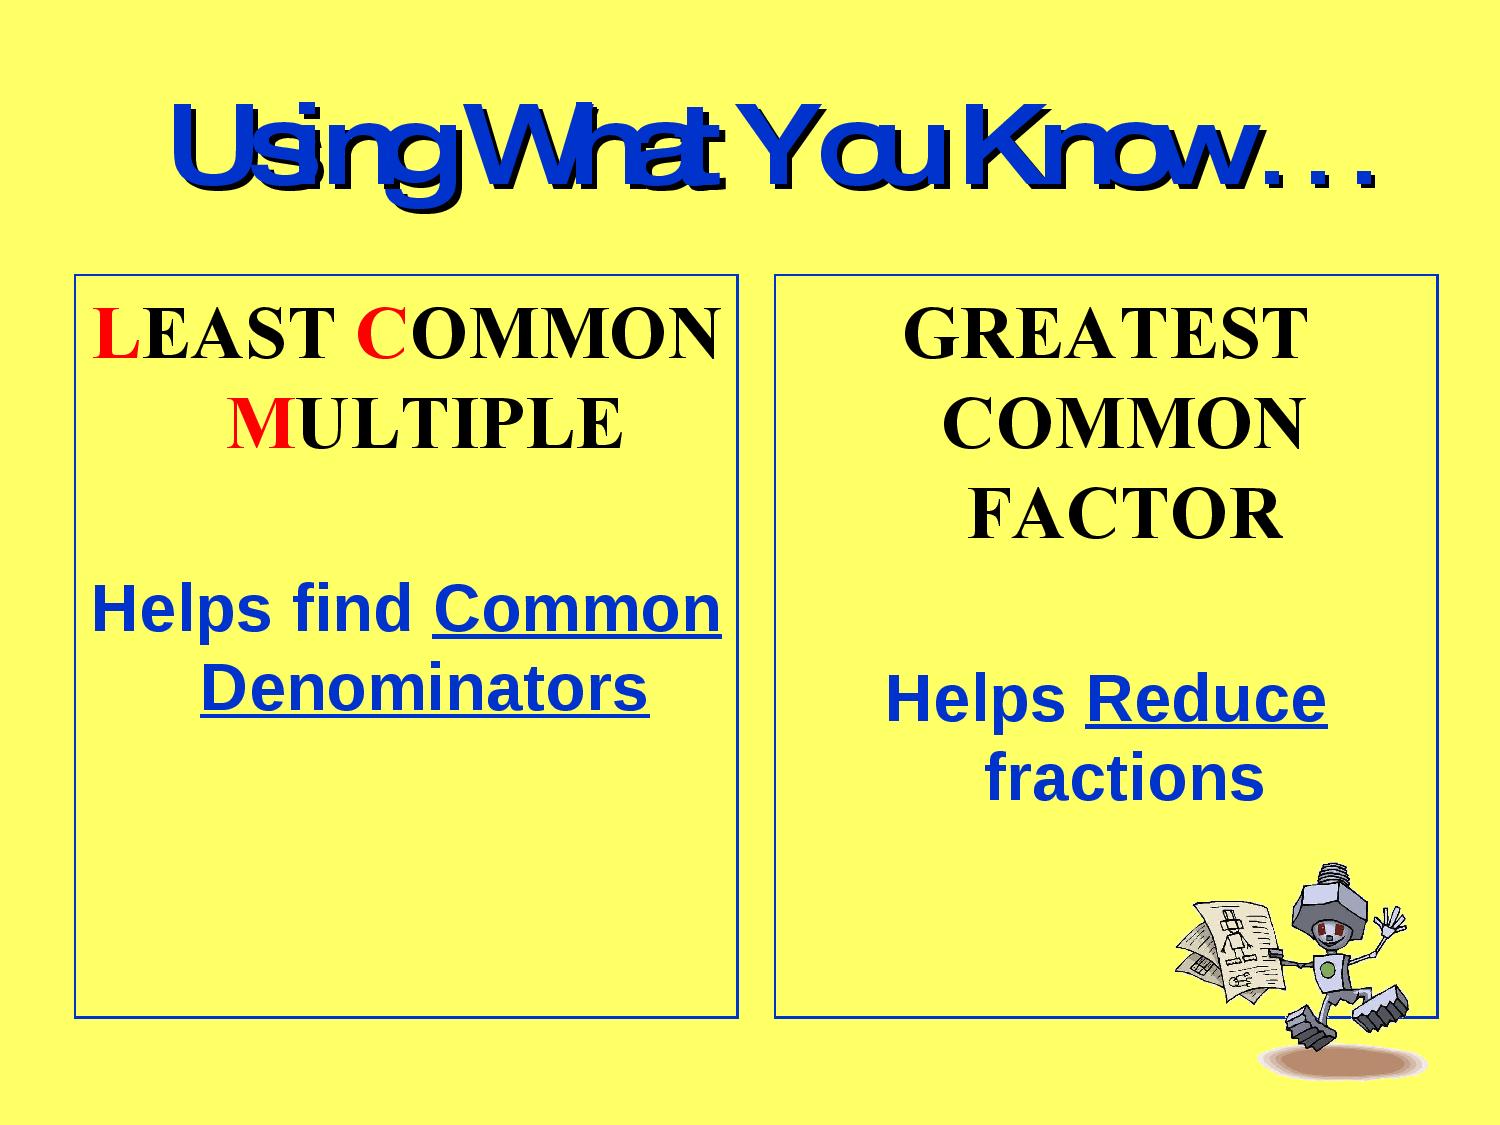 Using What You Know...
LEAST COMMON
MULTIPLE
Helps find Common
Denominators
GREATEST
COMMON
FACTOR
Helps Reduce
fractions